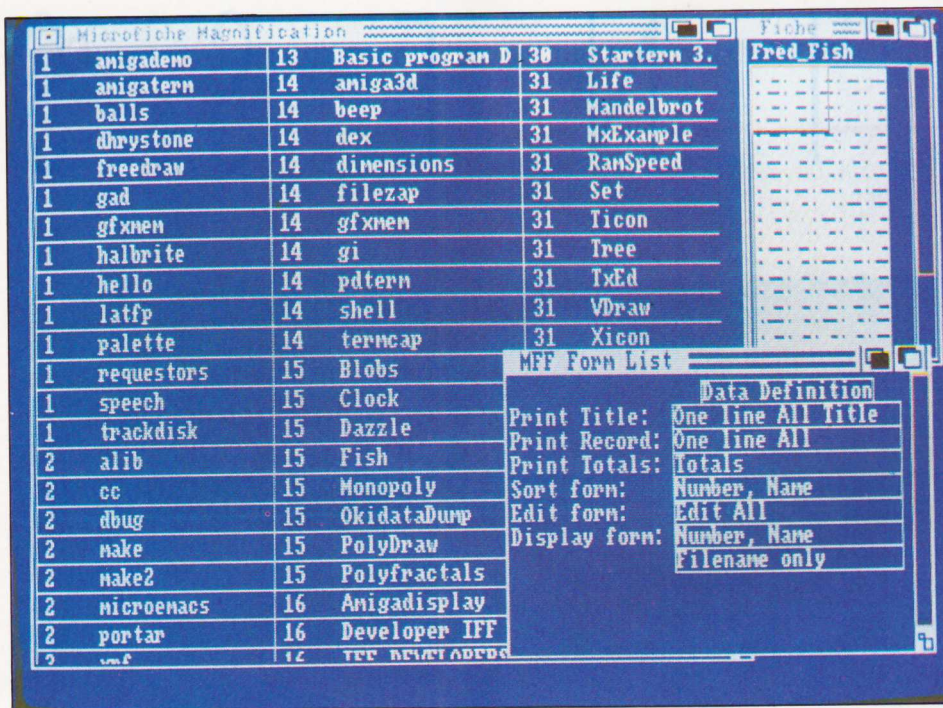 Microfiche Magnification
1 amigademo 13 Basic program D 30 Starterm 3.
1 amigaterm 14 amiga3d 31 Life
1 balls 14 beep 31 Mandelbrot
1 dhrystone 14 dex 31 MxExample
1 freedraw 14 dimensions 31 RamSpeed
1 gad 14 filezap 31 Set
1 gfxmem 14 gfxmem 31 Ticon
1 halbrite 14 gi 31 Tree
1 hello 14 pdterm 31 TxEd
1 latfp 14 shell 31 VDraw
1 palette 14 termcap 31 Xicon
1 requestors 15 Blobs
1 speech 15 Clock
1 trackdisk 15 Dazzle
2 alib 15 Fish
2 cc 15 Monopoly
2 dbug 15 OkidataDump
2 make 15 PolyDraw
2 make2 15 Polyfractals
2 microemacs 16 Amigadisplay
2 portar 16 Developer IFF
2 xrf 16 IFF DEVELOPERS
Fiche
Fred_Fish
MFF Form List
Data Definition
Print Title: One line All Title
Print Record: One line All
Print Totals: Totals
Sort form: Number, Name
Edit form: Edit All
Display form: Number, Name
Filename only